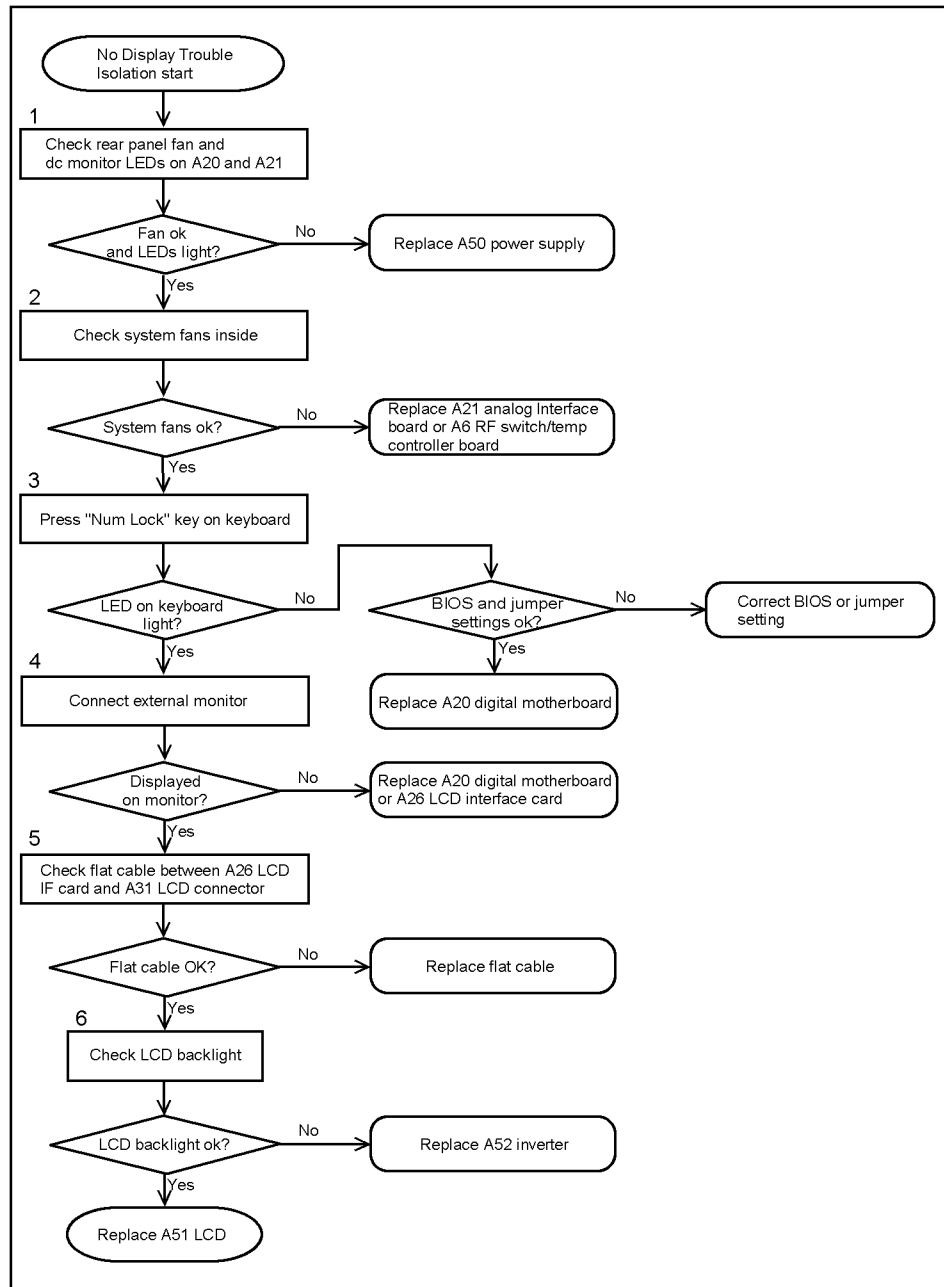 No Display Trouble
Isolation start
1
Check rear panel fan and
dc monitor LEDs on A20 and A21
Fan ok
and LEDs light?
No
Replace A50 power supply
Yes
2
Check system fans inside
System fans ok?
No
Replace A21 analog Interface
board or A6 RF switch/temp
controller board
Yes
3
Press "Num Lock" key on keyboard
LED on keyboard
light?
No
BIOS and jumper
settings ok?
No
Correct BIOS or jumper
setting
Yes
Yes
Replace A20 digital motherboard
4
Connect external monitor
Displayed
on monitor?
No
Replace A20 digital motherboard
or A26 LCD interface card
Yes
5
Check flat cable between A26 LCD
IF card and A31 LCD connector
Flat cable OK?
No
Replace flat cable
Yes
6
Check LCD backlight
LCD backlight ok?
No
Replace A52 inverter
Yes
Replace A51 LCD